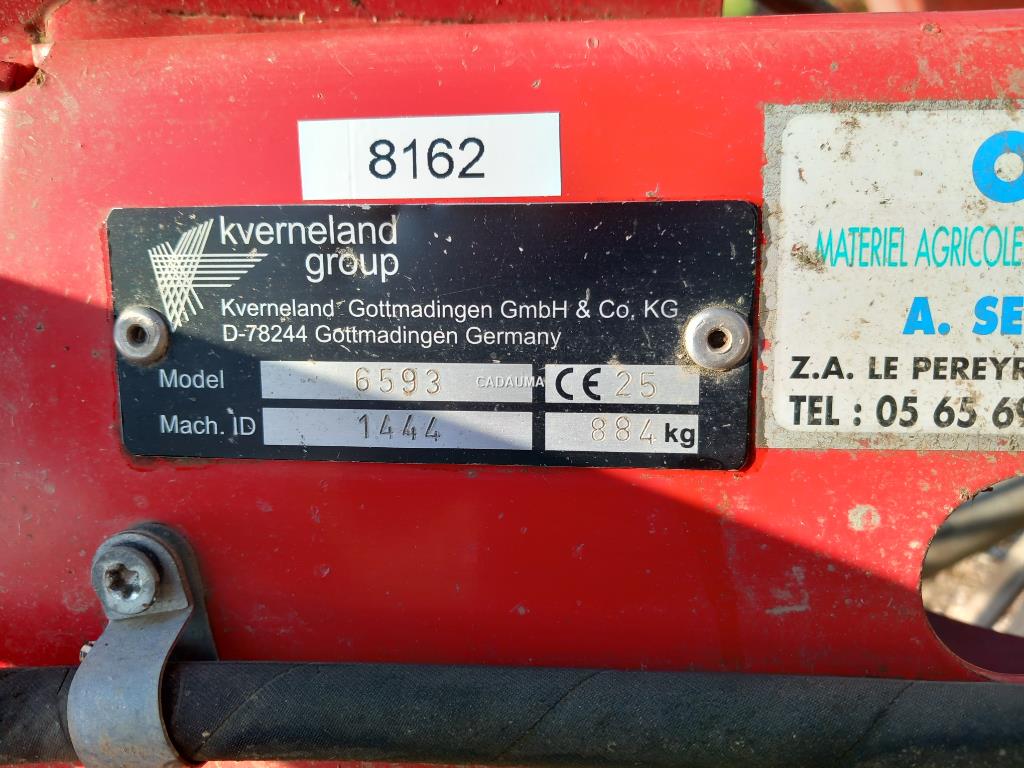 8162
kverneland
group
Kverneland Gottmadingen GmbH & Co. KG
D-78244 Gottmadingen Germany
Model 6593 CADAUMA CE 25
Mach. ID 1444 884 kg
MATERIEL AGRICOLE
A. SE
Z.A. LE PEREYR
TEL : 05 65 69